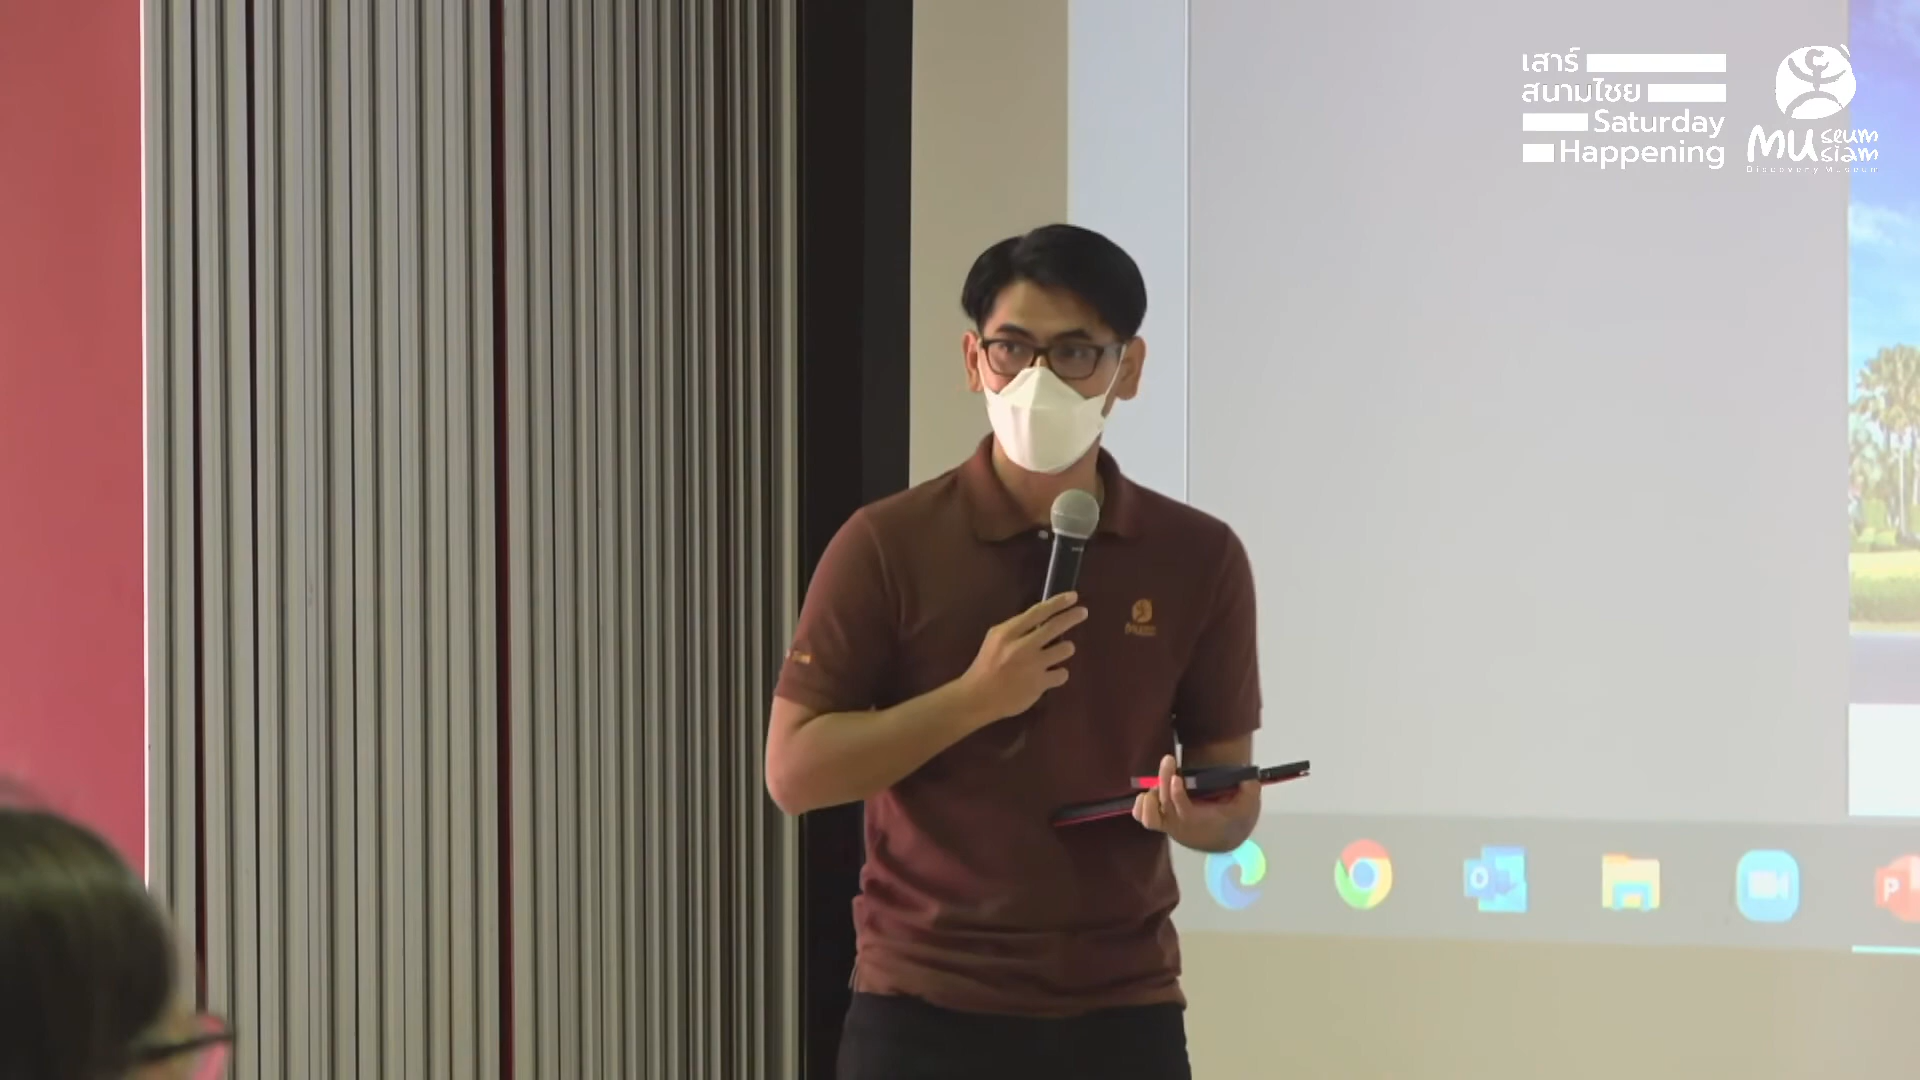 เสาร์
สนามไชย
Saturday
Happening
MUseum
siam
Discovery Museum